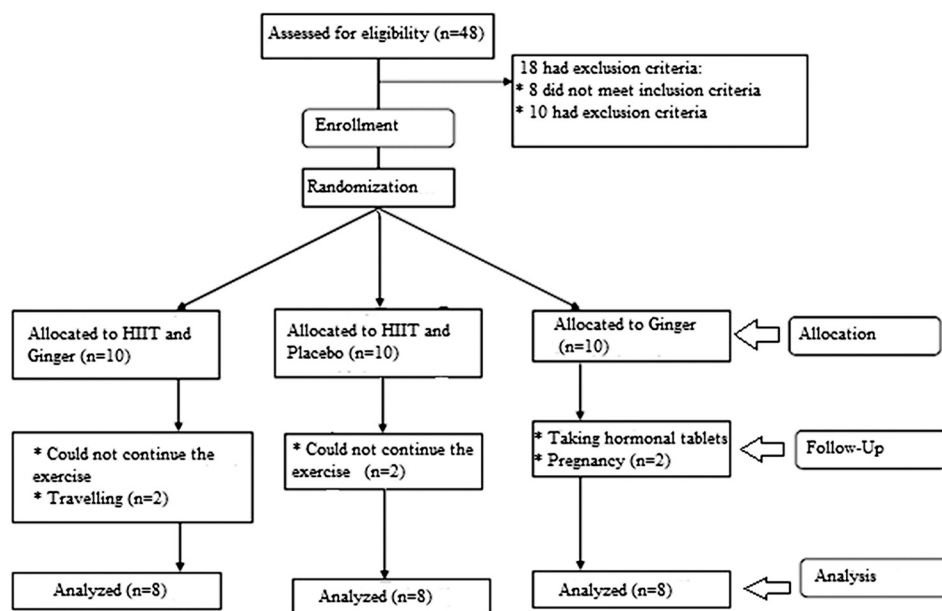 Assessed for eligibility (n=48)
18 had exclusion criteria:
* 8 did not meet inclusion criteria
* 10 had exclusion criteria
Enrollment
Randomization
Allocated to HIIT and
Ginger (n=10)
Allocated to HIIT and
Placebo (n=10)
Allocated to Ginger
(n=10)
Allocation
* Could not continue the
exercise
* Travelling (n=2)
* Could not continue the
exercise (n=2)
* Taking hormonal tablets
* Pregnancy (n=2)
Follow-Up
Analyzed (n=8)
Analyzed (n=8)
Analyzed (n=8)
Analysis